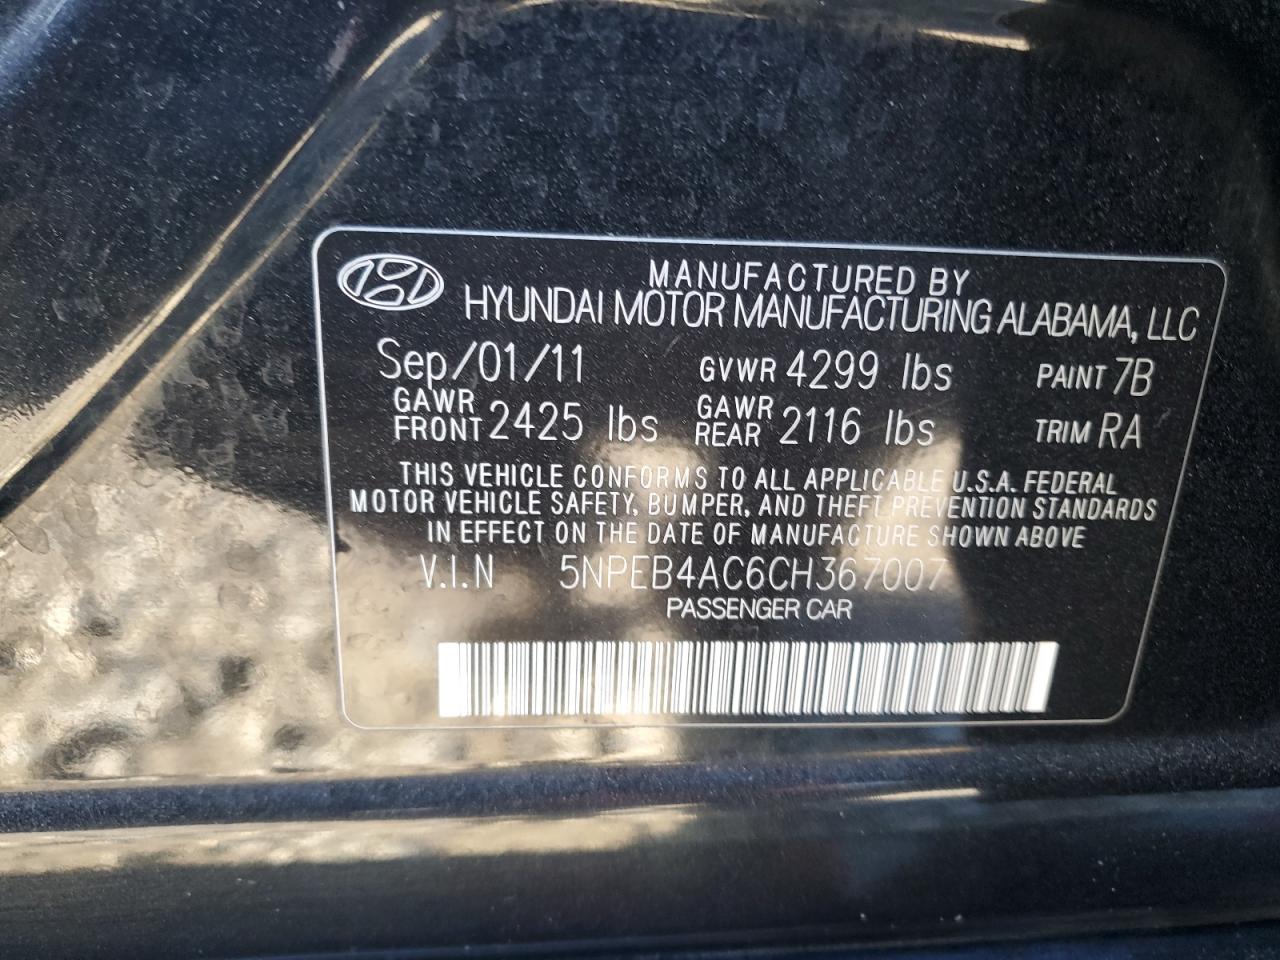 MANUFACTURED BY
HYUNDAI MOTOR MANUFACTURING ALABAMA, LLC
Sep/01/11 GVWR 4299 lbs PAINT 7B
GAWR FRONT 2425 lbs GAWR REAR 2116 lbs TRIM RA
THIS VEHICLE CONFORMS TO ALL APPLICABLE U.S.A. FEDERAL
MOTOR VEHICLE SAFETY, BUMPER, AND THEFT PREVENTION STANDARDS
IN EFFECT ON THE DATE OF MANUFACTURE SHOWN ABOVE
V.I.N 5NPEB4AC6CH367007
PASSENGER CAR